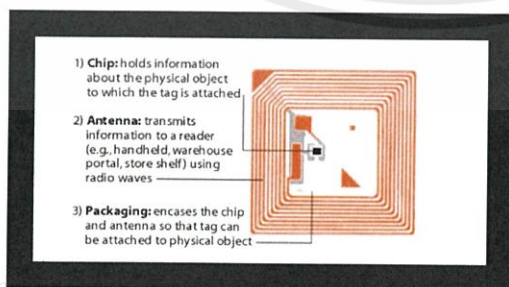 1) Chip: holds information
about the physical object
to which the tag is attached
2) Antenna: transmits
information to a reader
(e.g., handheld, warehouse
portal, store shelf) using
radio waves
3) Packaging: encases the chip
and antenna so that tag can
be attached to physical object